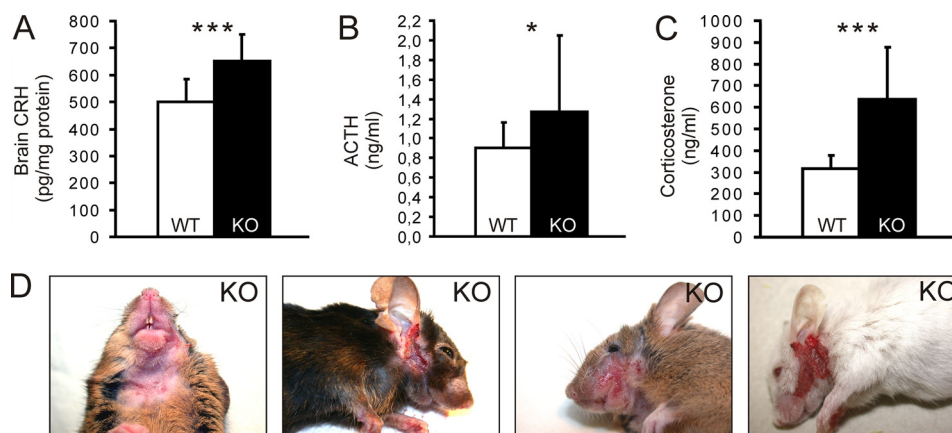 A
Brain CRH
(pg/mg protein)
800
700
600
500
400
300
200
100
0
***
WT
KO
B
ACTH
(ng/ml)
2,2
2,0
1,8
1,6
1,4
1,2
1,0
0,8
0,6
0,4
0,2
0,0
*
WT
KO
C
Corticosterone
(ng/ml)
1000
900
800
700
600
500
400
300
200
100
0
***
WT
KO
D
KO
KO
KO
KO